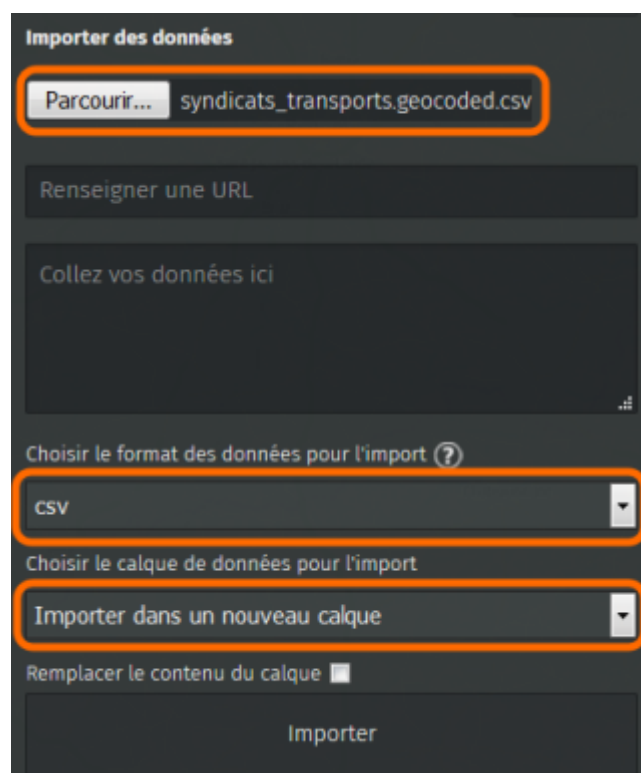 Importer des données
Parcourir... syndicats_transports.geocoded.csv
Renseigner une URL
Collez vos données ici
Choisir le format des données pour l'import ?
csv
Choisir le calque de données pour l'import
Importer dans un nouveau calque
Remplacer le contenu du calque
Importer